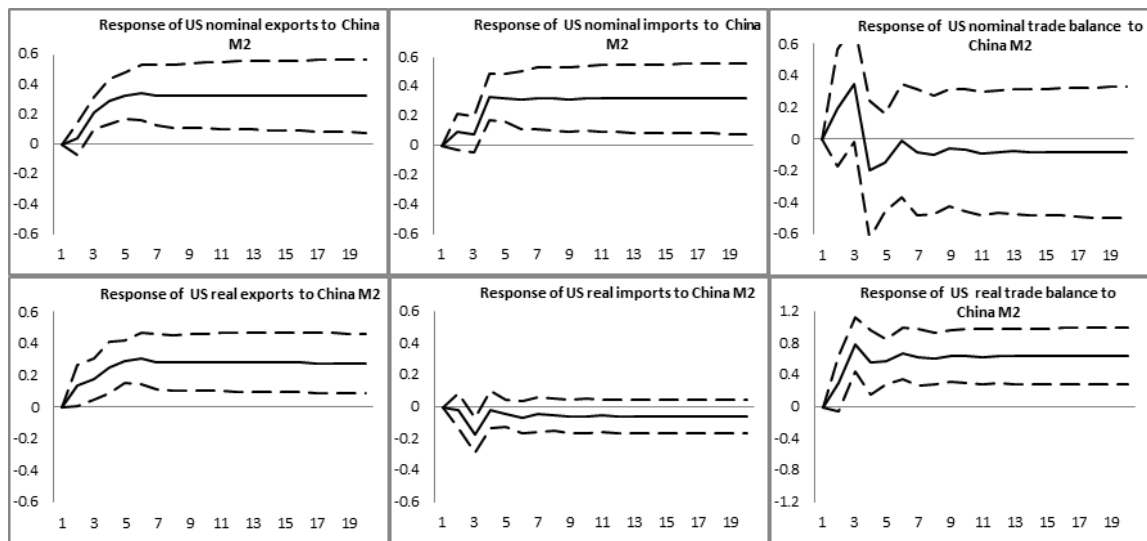 Response of US nominal exports to China
M2
0.6
0.4
0.2
0
-0.2
-0.4
-0.6
1 3 5 7 9 11 13 15 17 19
Response of US nominal imports to China
M2
0.6
0.4
0.2
0
-0.2
-0.4
-0.6
1 3 5 7 9 11 13 15 17 19
Response of US nominal trade balance to
China M2
0.6
0.4
0.2
0
-0.2
-0.4
-0.6
1 3 5 7 9 11 13 15 17 19
Response of US real exports to China M2
0.6
0.4
0.2
0
-0.2
-0.4
-0.6
1 3 5 7 9 11 13 15 17 19
Response of US real imports to China M2
0.6
0.4
0.2
0
-0.2
-0.4
-0.6
1 3 5 7 9 11 13 15 17 19
Response of US real trade balance to
China M2
1.2
0.8
0.4
0
-0.4
-0.8
-1.2
1 3 5 7 9 11 13 15 17 19